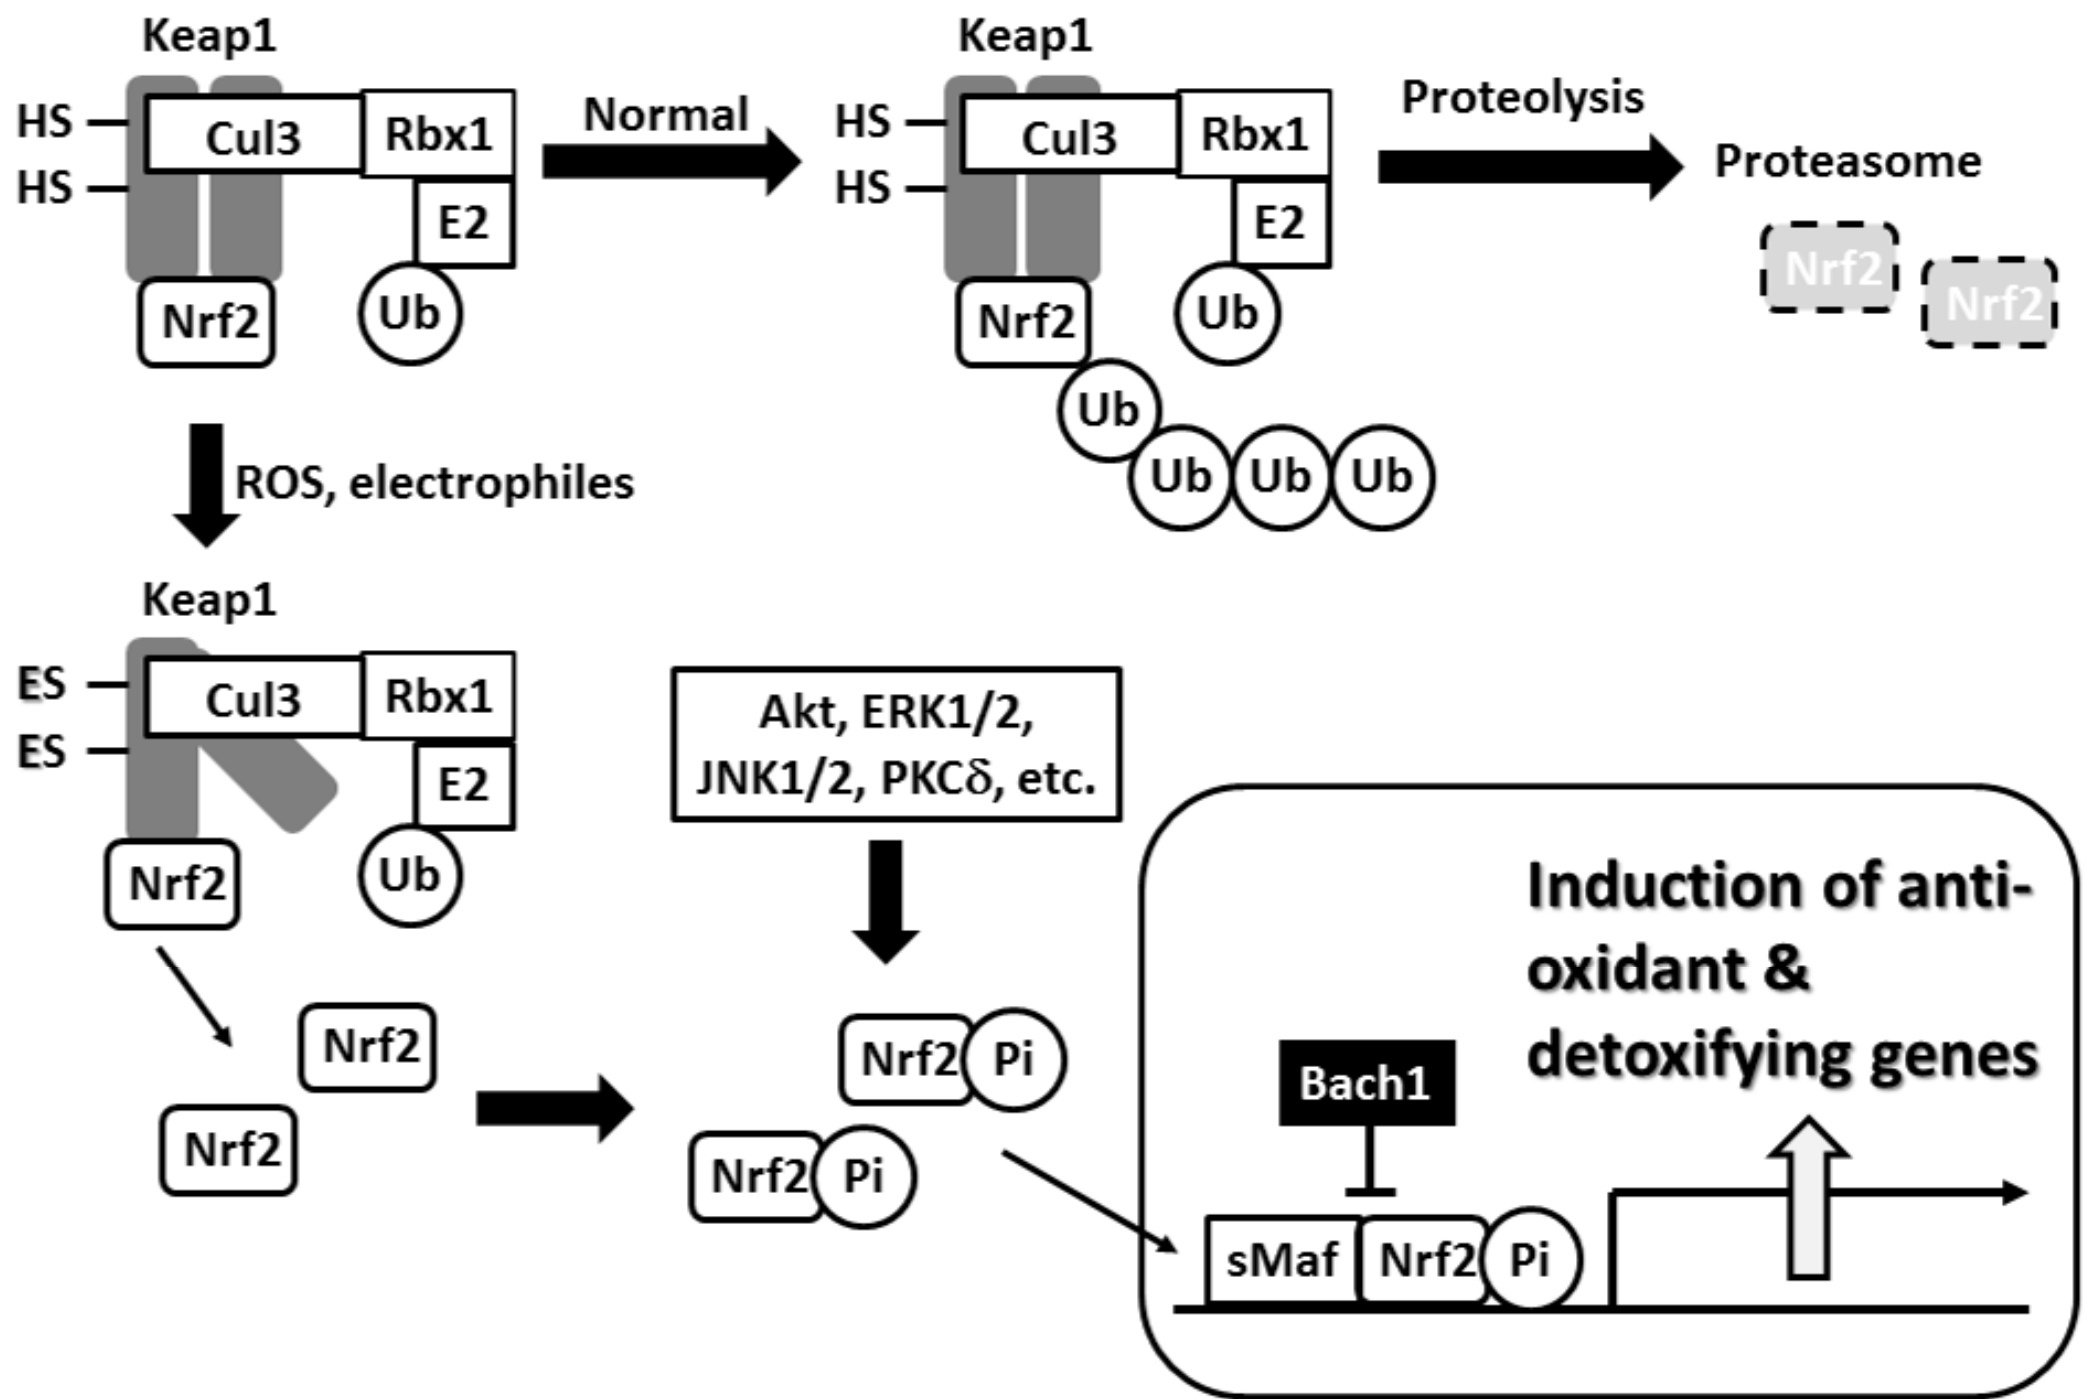 Keap1
HS
HS
Cul3
Rbx1
E2
Nrf2
Ub
Normal
Keap1
HS
HS
Cul3
Rbx1
E2
Nrf2
Ub
Ub
Ub
Ub
Ub
Proteolysis
Proteasome
Nrf2
Nrf2
ROS, electrophiles
Keap1
ES
ES
Cul3
Rbx1
E2
Nrf2
Ub
Nrf2
Nrf2
Akt, ERK1/2,
JNK1/2, PKCδ, etc.
Nrf2
Pi
Nrf2
Pi
Induction of anti-
oxidant &
detoxifying genes
Bach1
sMaf
Nrf2
Pi